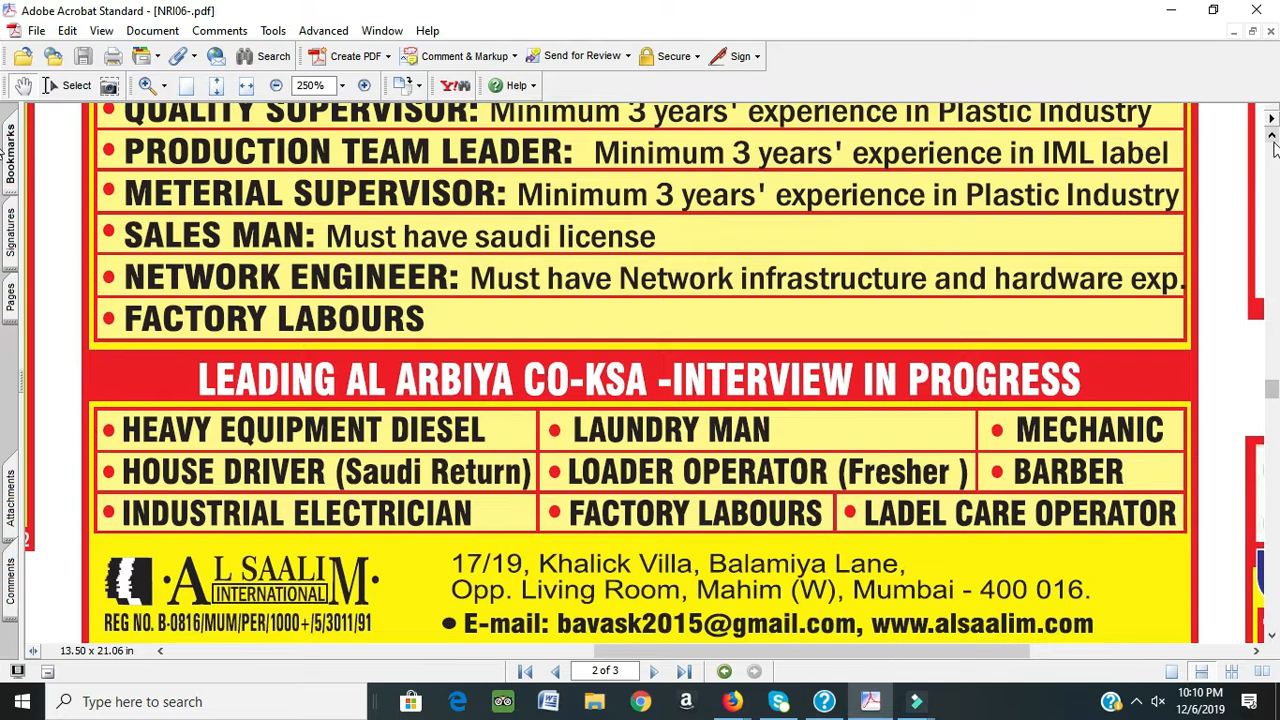 Adobe Acrobat Standard - [NRI06-.pdf]
File Edit View Document Comments Tools Advanced Window Help
Search Create PDF Comment & Markup Send for Review Secure Sign
Select 250% Y! Help
Bookmarks
Signatures
Pages
Attachments
Comments
• QUALITY SUPERVISOR: Minimum 3 years' experience in Plastic Industry
• PRODUCTION TEAM LEADER: Minimum 3 years' experience in IML label
• METERIAL SUPERVISOR: Minimum 3 years' experience in Plastic Industry
• SALES MAN: Must have saudi license
• NETWORK ENGINEER: Must have Network infrastructure and hardware exp.
• FACTORY LABOURS
LEADING AL ARBIYA CO-KSA -INTERVIEW IN PROGRESS
• HEAVY EQUIPMENT DIESEL • LAUNDRY MAN • MECHANIC
• HOUSE DRIVER (Saudi Return) • LOADER OPERATOR (Fresher ) • BARBER
• INDUSTRIAL ELECTRICIAN • FACTORY LABOURS • LADEL CARE OPERATOR
·AL SAALIM·
INTERNATIONAL
REG NO. B-0816/MUM/PER/1000+/5/3011/91
17/19, Khalick Villa, Balamiya Lane,
Opp. Living Room, Mahim (W), Mumbai - 400 016.
• E-mail: bavask2015@gmail.com, www.alsaalim.com
13.50 x 21.06 in
2 of 3
Type here to search
10:10 PM
12/6/2019